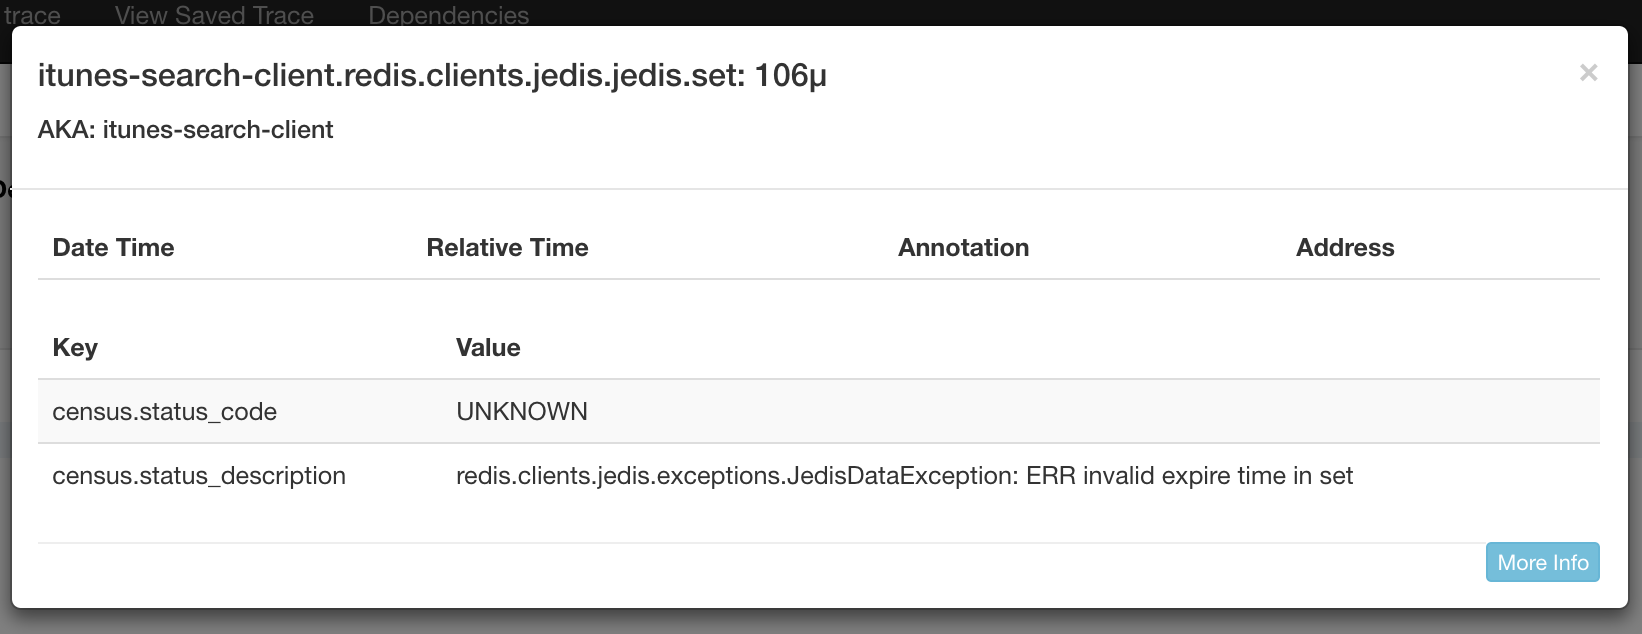 trace View Saved Trace Dependencies
itunes-search-client.redis.clients.jedis.jedis.set: 106μ
×
AKA: itunes-search-client
Date Time Relative Time Annotation Address
Key Value
census.status_code UNKNOWN
census.status_description redis.clients.jedis.exceptions.JedisDataException: ERR invalid expire time in set
More Info